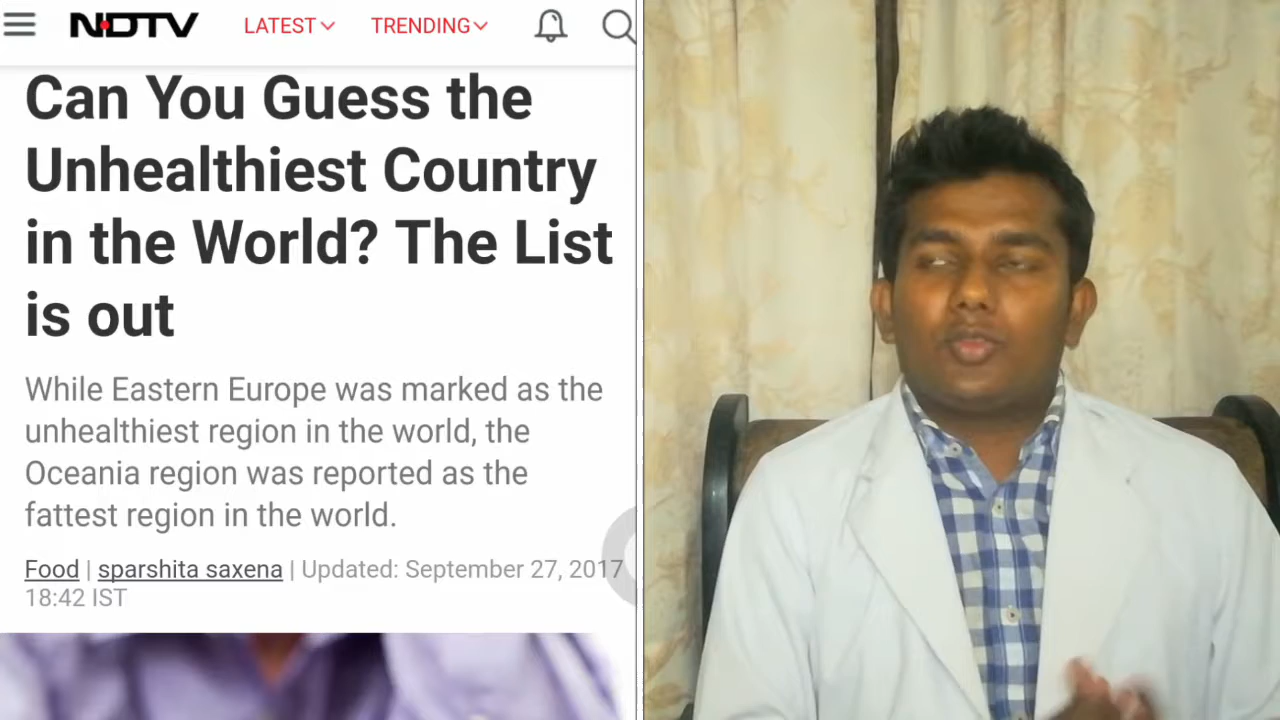 NDTV LATEST TRENDING
Can You Guess the
Unhealthiest Country
in the World? The List
is out
While Eastern Europe was marked as the
unhealthiest region in the world, the
Oceania region was reported as the
fattest region in the world.
Food | sparshita saxena | Updated: September 27, 2017
18:42 IST